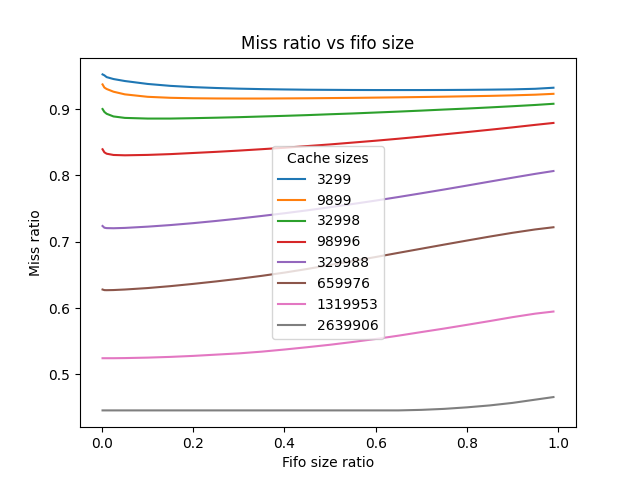 Miss ratio vs fifo size
Miss ratio
0.9
0.8
0.7
0.6
0.5
Cache sizes
3299
9899
32998
98996
329988
659976
1319953
2639906
0.0 0.2 0.4 0.6 0.8 1.0
Fifo size ratio